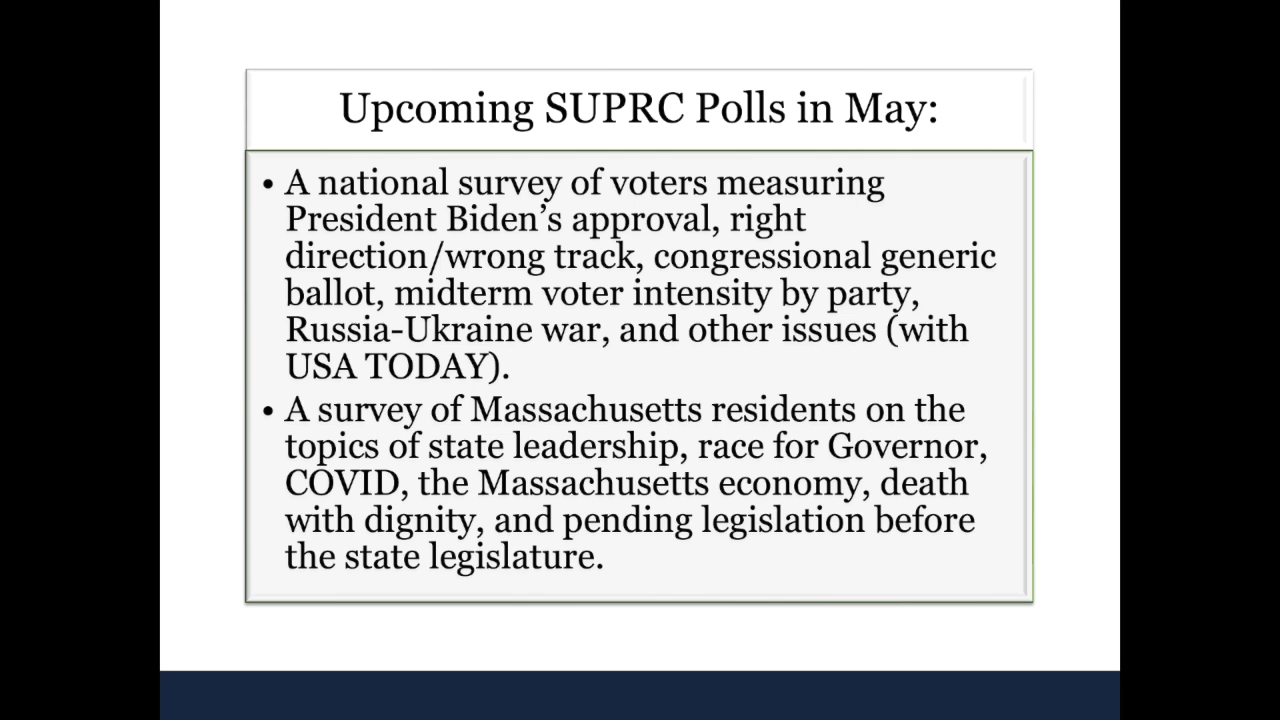 Upcoming SUPRC Polls in May:
• A national survey of voters measuring
President Biden’s approval, right
direction/wrong track, congressional generic
ballot, midterm voter intensity by party,
Russia-Ukraine war, and other issues (with
USA TODAY).
• A survey of Massachusetts residents on the
topics of state leadership, race for Governor,
COVID, the Massachusetts economy, death
with dignity, and pending legislation before
the state legislature.